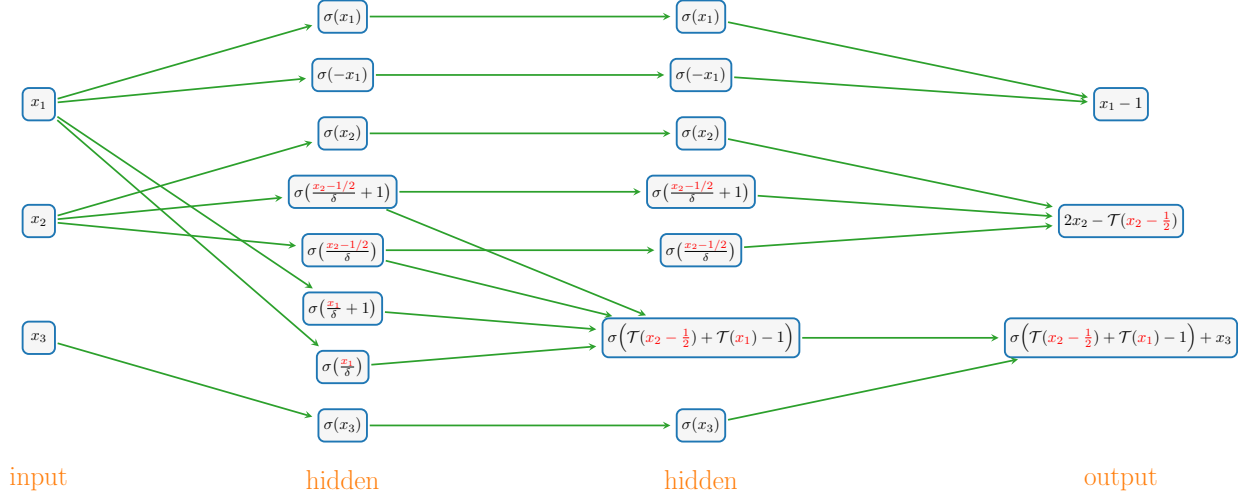 σ(x₁)
σ(x₁)
σ(−x₁)
σ(−x₁)
x₁
x₁ − 1
σ(x₂)
σ(x₂)
σ((x₂−1/2)/δ + 1)
σ((x₂−1/2)/δ + 1)
x₂
2x₂ − 𝒯(x₂ − ½)
σ((x₂−1/2)/δ)
σ((x₂−1/2)/δ)
σ(x₁/δ + 1)
x₃
σ(𝒯(x₂ − ½) + 𝒯(x₁) − 1)
σ(𝒯(x₂ − ½) + 𝒯(x₁) − 1) + x₃
σ(x₁/δ)
σ(x₃)
σ(x₃)
input
hidden
hidden
output